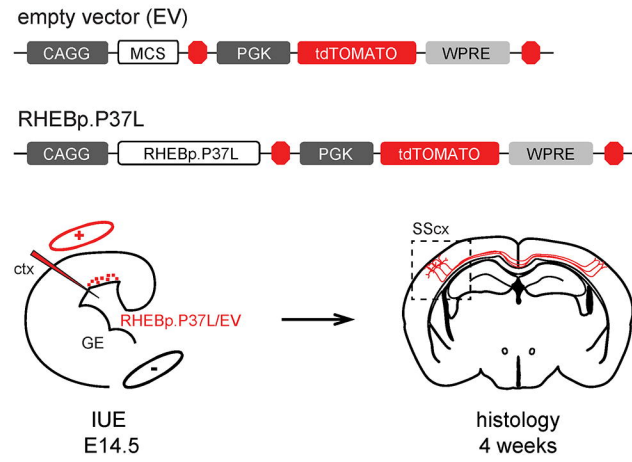 empty vector (EV)
CAGG MCS PGK tdTOMATO WPRE
RHEBp.P37L
CAGG RHEBp.P37L PGK tdTOMATO WPRE
+
ctx
RHEBp.P37L/EV
GE
-
IUE
E14.5
SScx
histology
4 weeks